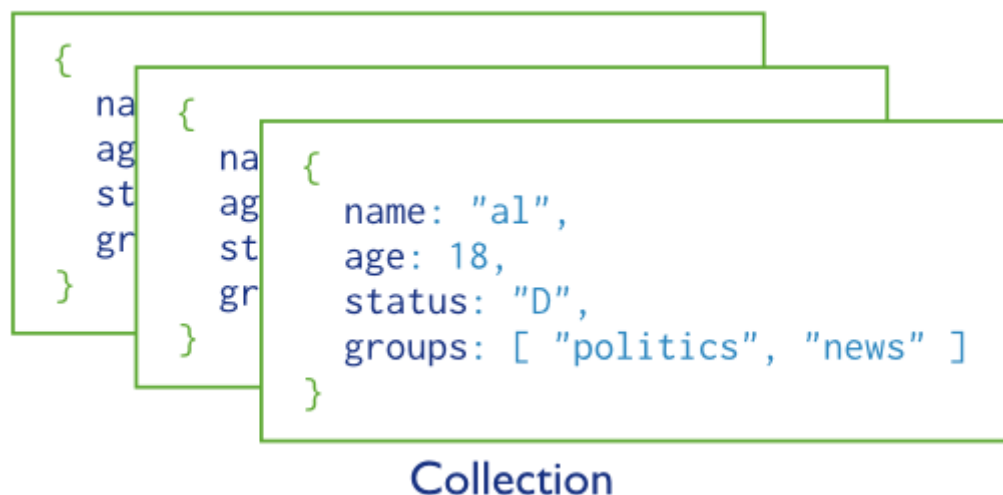 {
na
ag
st
gr
}
{
na
ag
st
gr
}
{
name: "al",
age: 18,
status: "D",
groups: [ "politics", "news" ]
}
Collection